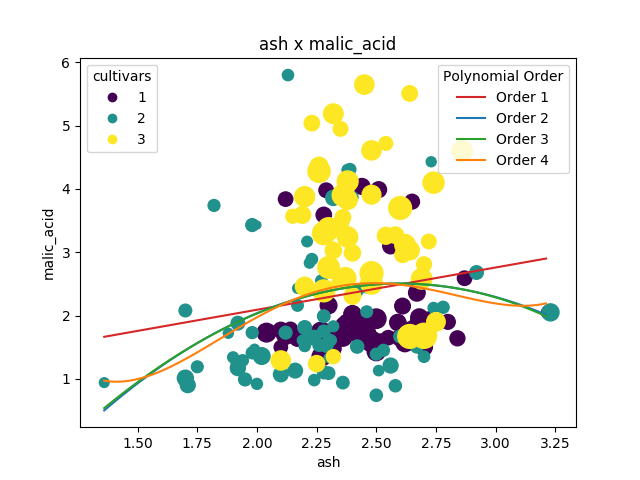 ash x malic_acid
cultivars
1
2
3
Polynomial Order
Order 1
Order 2
Order 3
Order 4
malic_acid
6
5
4
3
2
1
1.50 1.75 2.00 2.25 2.50 2.75 3.00 3.25
ash